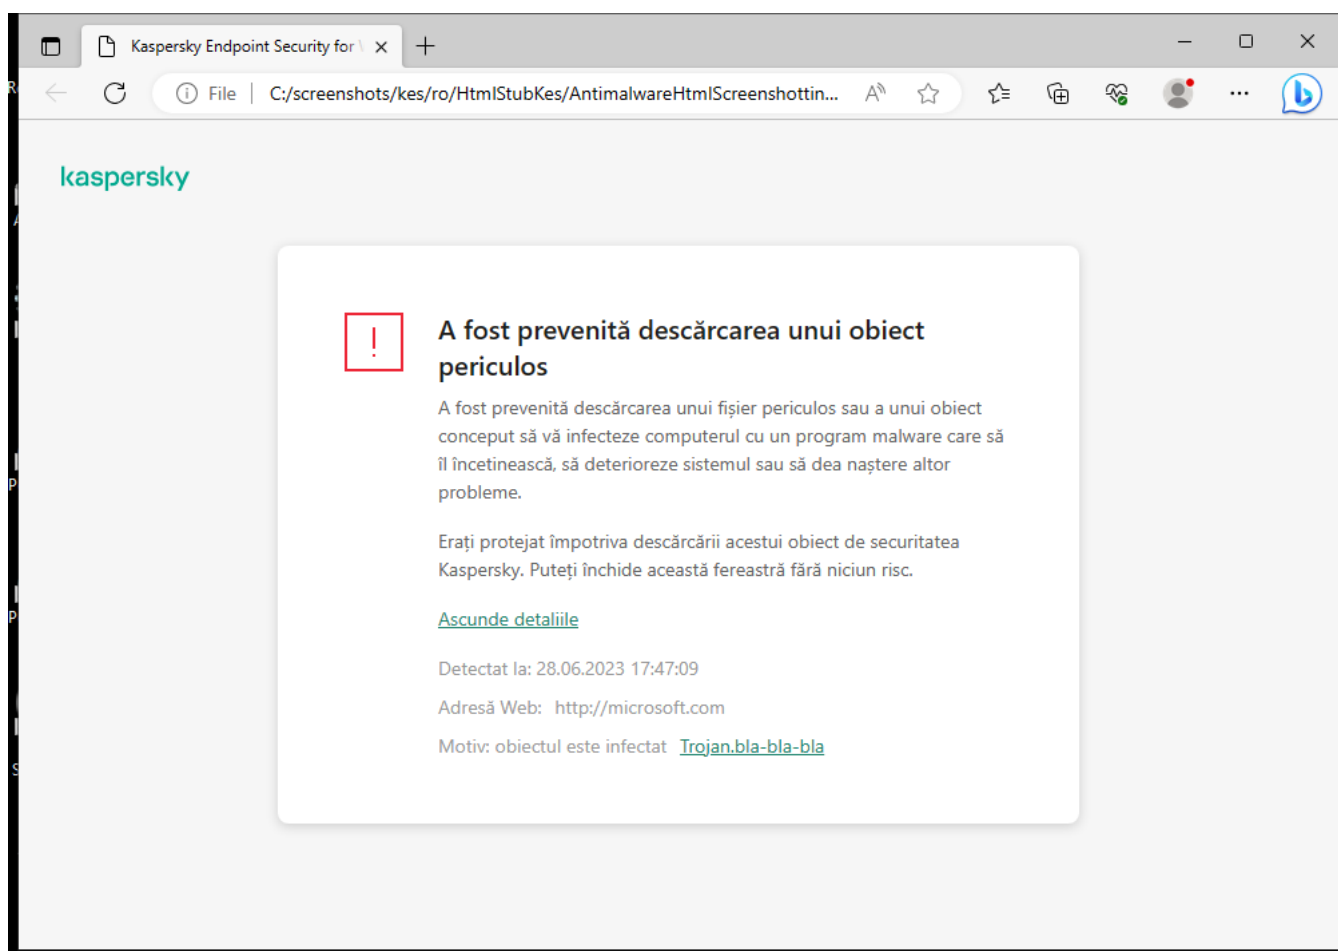 Kaspersky Endpoint Security for
File
C:/screenshots/kes/ro/HtmlStubKes/AntimalwareHtmlScreenshottin...
kaspersky
A fost prevenită descărcarea unui obiect
periculos
A fost prevenită descărcarea unui fișier periculos sau a unui obiect
conceput să vă infecteze computerul cu un program malware care să
îl încetinească, să deterioreze sistemul sau să dea naștere altor
probleme.
Erați protejat împotriva descărcării acestui obiect de securitatea
Kaspersky. Puteți închide această fereastră fără niciun risc.
Ascunde detaliile
Detectat la: 28.06.2023 17:47:09
Adresă Web: http://microsoft.com
Motiv: obiectul este infectat Trojan.bla-bla-bla